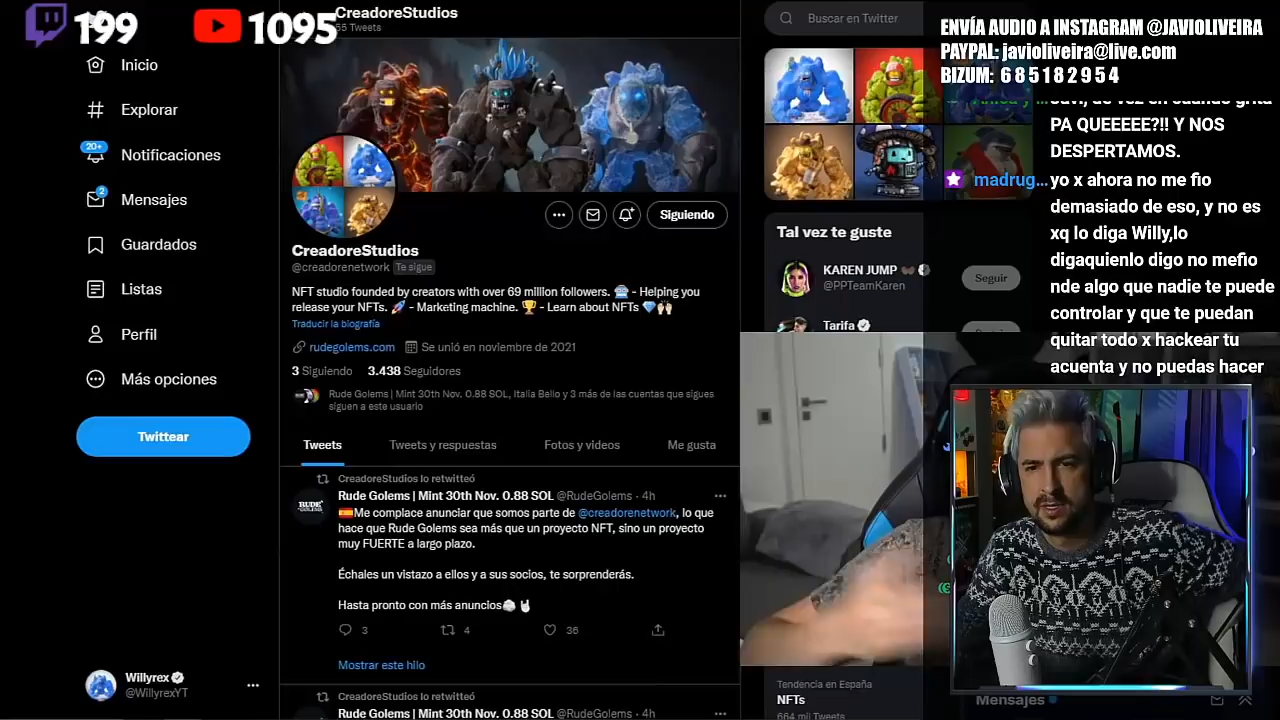 199
1095
CreadoreStudios
55 Tweets
Inicio
Explorar
20+
Notificaciones
2
Mensajes
Guardados
Listas
Perfil
Más opciones
Twittear
Willyrex
@WillyrexYT
Siguiendo
CreadoreStudios
@creadorenetwork Te sigue
NFT studio founded by creators with over 69 million followers. 🤖 - Helping you
release your NFTs. 🚀 - Marketing machine. 🏆 - Learn about NFTs 💎🙌🏻
Traducir la biografía
rudegolems.com Se unió en noviembre de 2021
3 Siguiendo 3.438 Seguidores
Rude Golems | Mint 30th Nov. 0.88 SOL, Italia Bello y 3 más de las cuentas que sigues
siguen a este usuario
Tweets Tweets y respuestas Fotos y videos Me gusta
CreadoreStudios lo retwitteó
RUDE GOLEMS
Rude Golems | Mint 30th Nov. 0.88 SOL @RudeGolems · 4h
🇪🇸Me complace anunciar que somos parte de @creadorenetwork, lo que
hace que Rude Golems sea más que un proyecto NFT, sino un proyecto
muy FUERTE a largo plazo.
Échales un vistazo a ellos y a sus socios, te sorprenderás.
Hasta pronto con más anuncios
3 4 36
Mostrar este hilo
CreadoreStudios lo retwitteó
Rude Golems | Mint 30th Nov. 0.88 SOL @RudeGolems · 4h
Buscar en Twitter
Tal vez te guste
KAREN JUMP
@PPTeamKaren
Seguir
Tarifa
Tendencia en España
NFTs
664 mil Tweets
Mensajes
ENVÍA AUDIO A INSTAGRAM @JAVIOLIVEIRA
PAYPAL: javioliveira@live.com
BIZUM: 685182954
Javi, de vez en cuando grita
PA QUEEEEE?!! Y NOS
DESPERTAMOS.
madrug... yo x ahora no me fio
demasiado de eso, y no es
xq lo diga Willy,lo
digaquienlo digo no mefio
nde algo que nadie te puede
controlar y que te puedan
quitar todo x hackear tu
acuenta y no puedas hacer